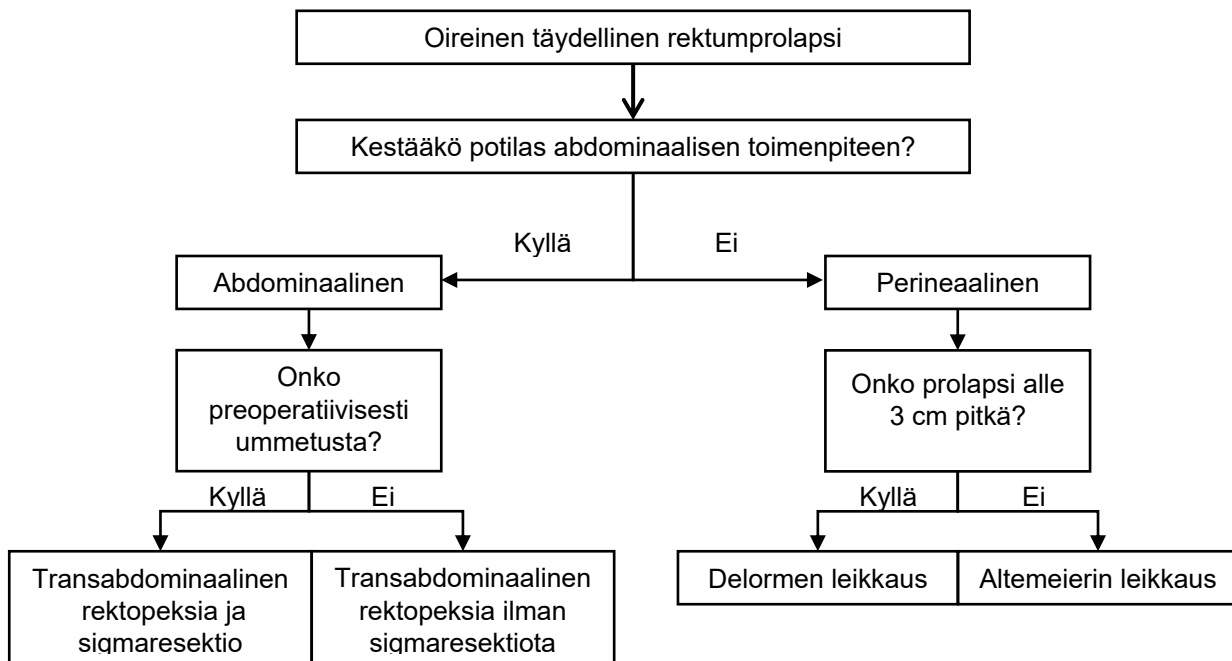 Oireinen täydellinen rektumprolapsi
Kestääkö potilas abdominaalisen toimenpiteen?
Kyllä
Ei
Abdominaalinen
Perineaalinen
Onko
preoperatiivisesti
ummetusta?
Onko prolapsi alle
3 cm pitkä?
Kyllä
Ei
Kyllä
Ei
Transabdominaalinen
rektopeksia ja
sigmaresektio
Transabdominaalinen
rektopeksia ilman
sigmaresektiota
Delormen leikkaus
Altemeierin leikkaus